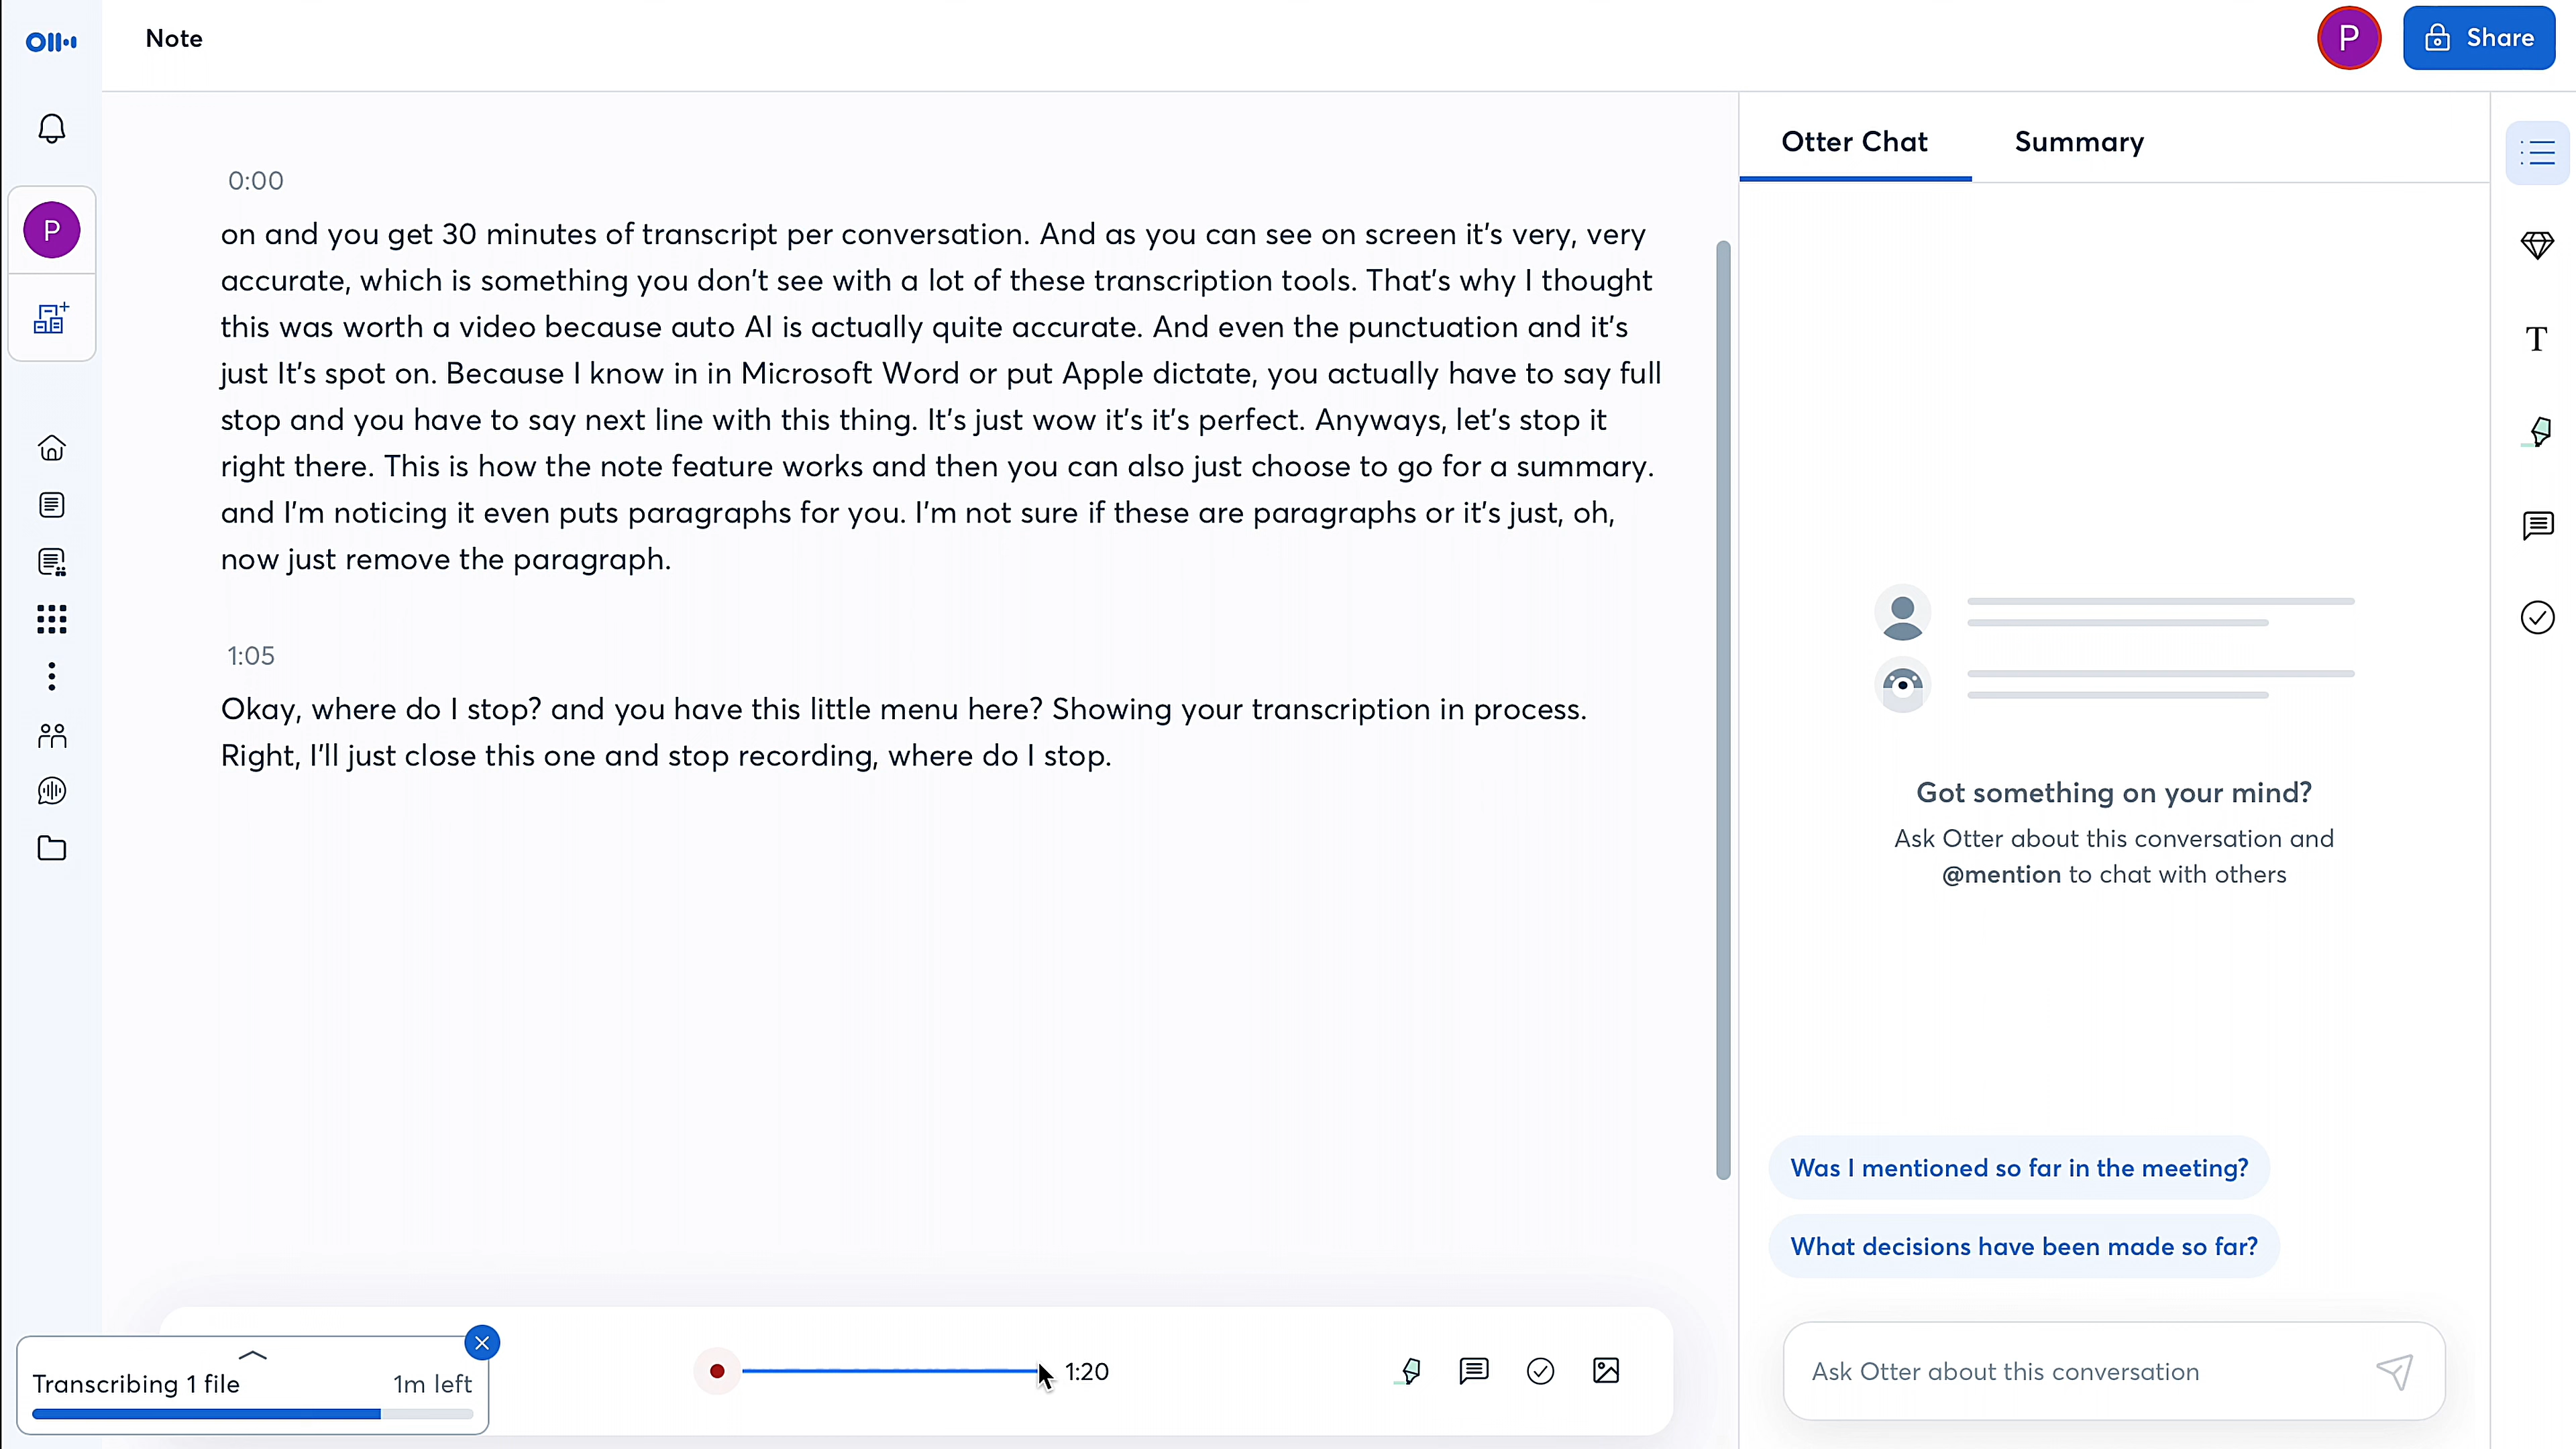 Note
P
Share
P
Otter Chat
Summary
T
0:00
on and you get 30 minutes of transcript per conversation. And as you can see on screen it's very, very
accurate, which is something you don't see with a lot of these transcription tools. That's why I thought
this was worth a video because auto AI is actually quite accurate. And even the punctuation and it's
just It's spot on. Because I know in in Microsoft Word or put Apple dictate, you actually have to say full
stop and you have to say next line with this thing. It's just wow it's it's perfect. Anyways, let's stop it
right there. This is how the note feature works and then you can also just choose to go for a summary.
and I'm noticing it even puts paragraphs for you. I'm not sure if these are paragraphs or it's just, oh,
now just remove the paragraph.
1:05
Okay, where do I stop? and you have this little menu here? Showing your transcription in process.
Right, I'll just close this one and stop recording, where do I stop.
Got something on your mind?
Ask Otter about this conversation and
@mention to chat with others
Was I mentioned so far in the meeting?
What decisions have been made so far?
Ask Otter about this conversation
Transcribing 1 file
1m left
1:20